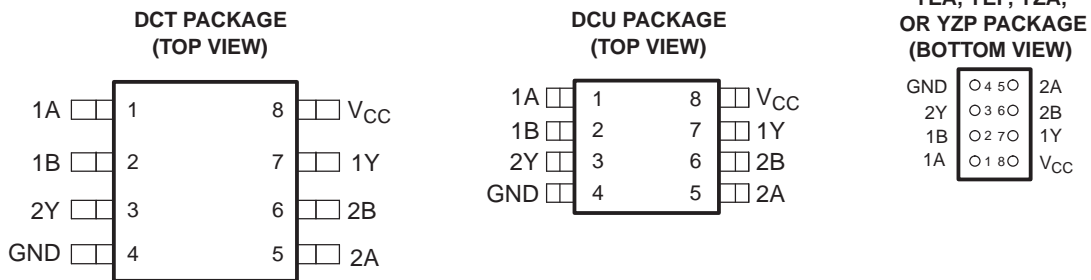 DCT PACKAGE
(TOP VIEW)
1A 1 8 VCC
1B 2 7 1Y
2Y 3 6 2B
GND 4 5 2A
DCU PACKAGE
(TOP VIEW)
1A 1 8 VCC
1B 2 7 1Y
2Y 3 6 2B
GND 4 5 2A
OR YZP PACKAGE
(BOTTOM VIEW)
GND 4 5 2A
2Y 3 6 2B
1B 2 7 1Y
1A 1 8 VCC